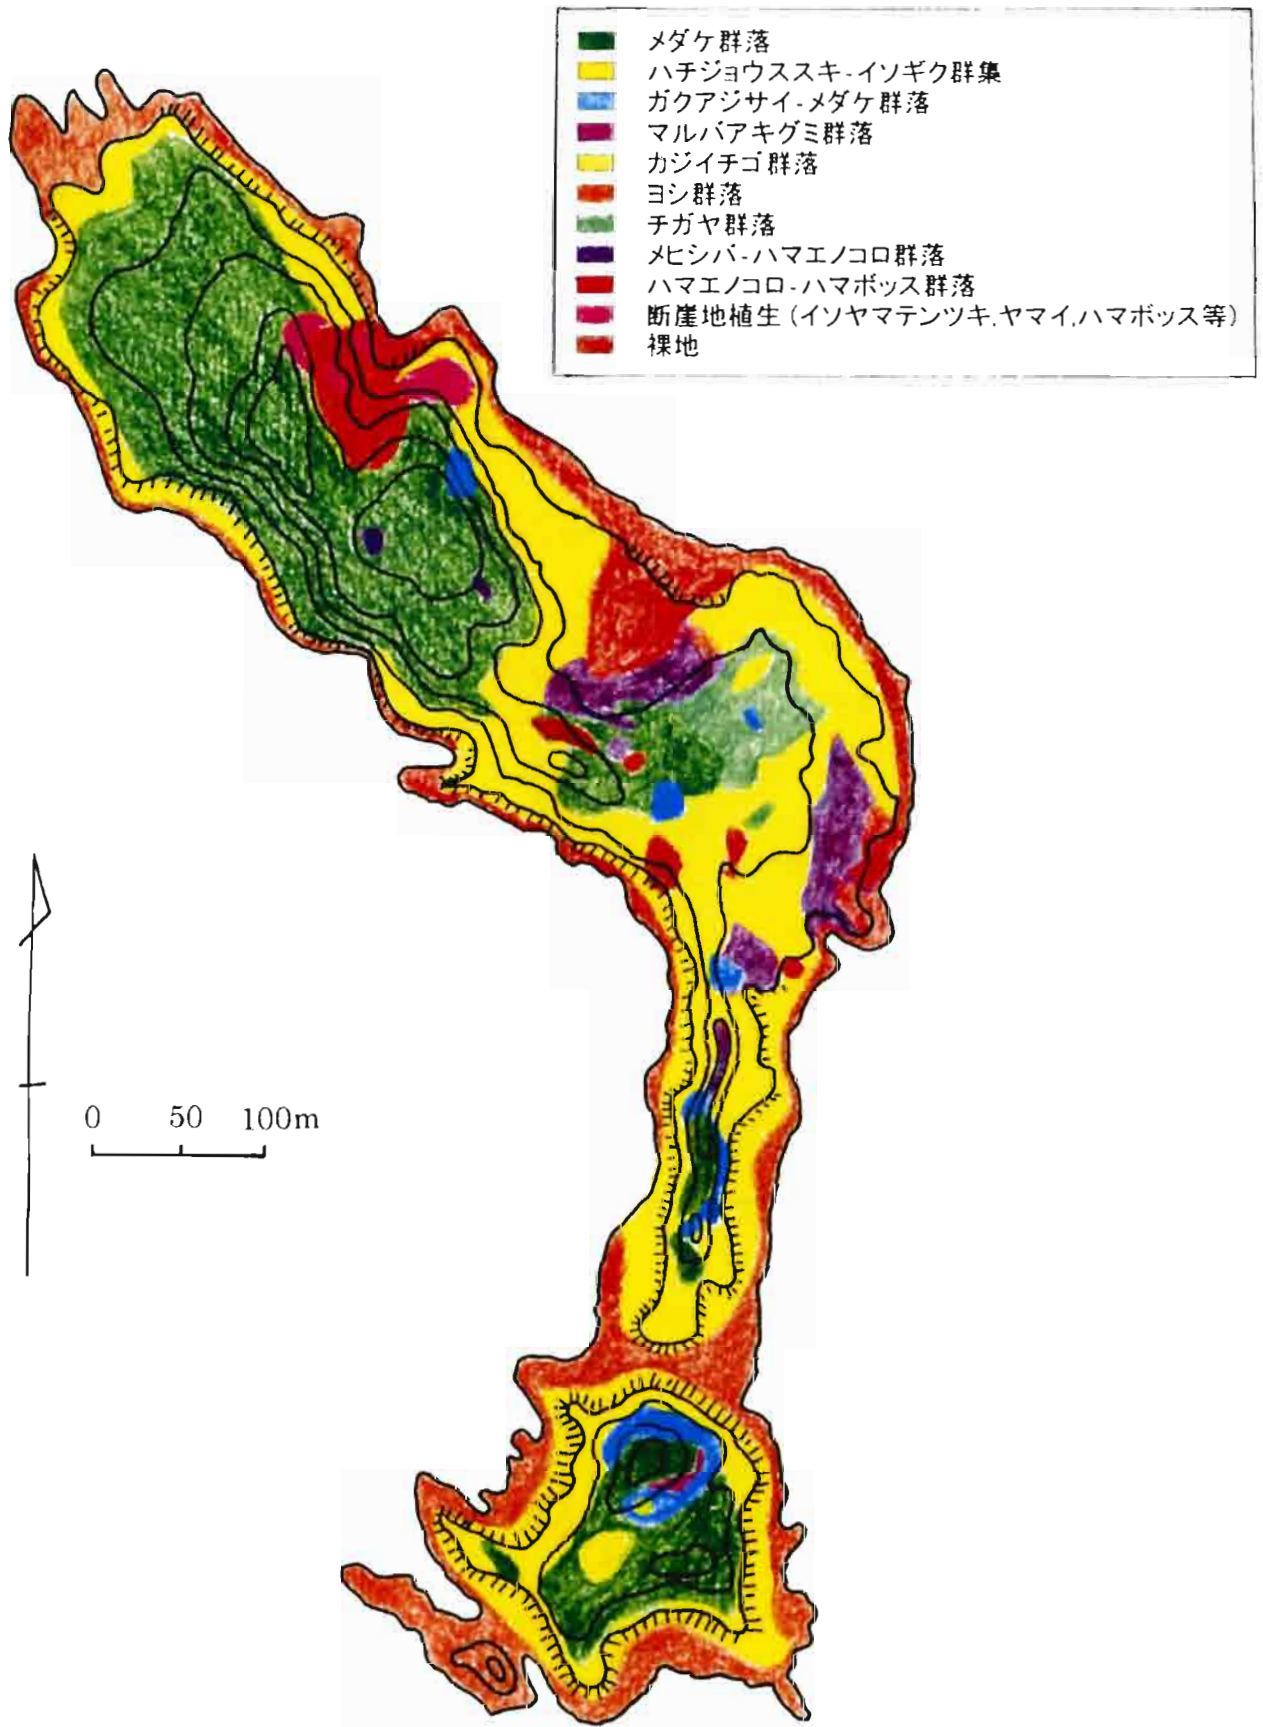 メダケ群落
ハチジョウススキ-イソギク群集
ガクアジサイ-メダケ群落
マルバアキグミ群落
カジイチゴ群落
ヨシ群落
チガヤ群落
メヒシバ-ハマエノコロ群落
ハマエノコロ-ハマボッス群落
断崖地植生(イソヤマテンツキ,ヤマイ,ハマボッス等)
裸地
0 50 100m